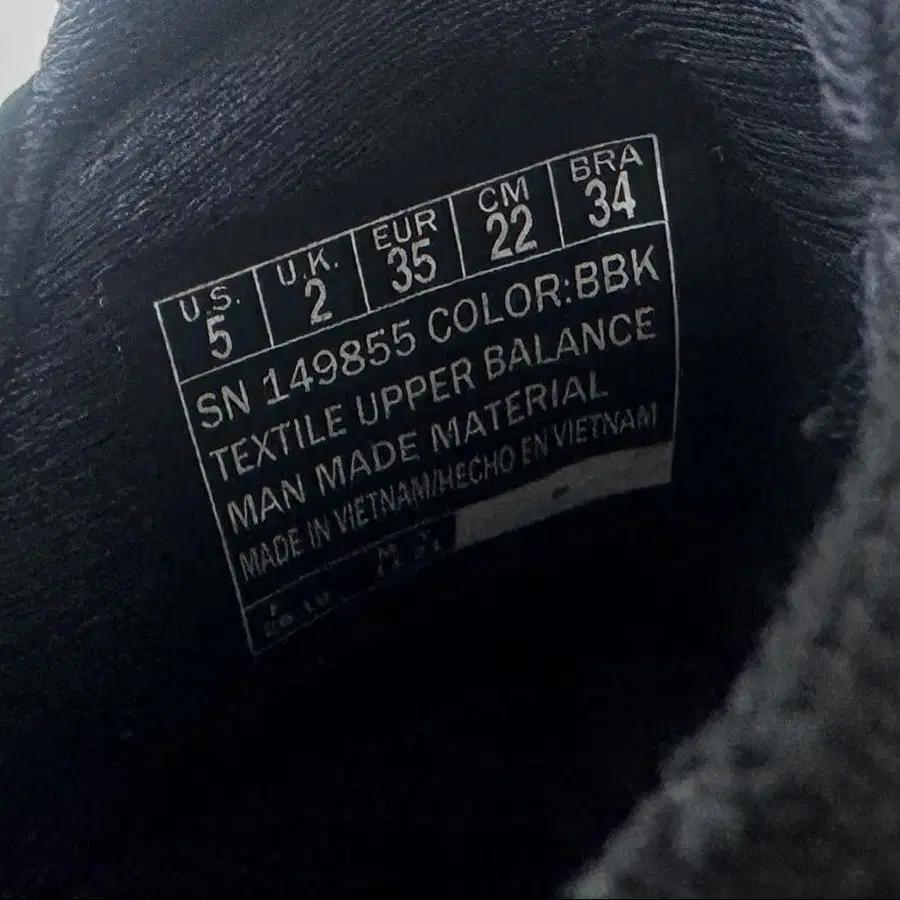 U.S. U.K. EUR CM BRA
5 2 35 22 34
SN 149855 COLOR:BBK
TEXTILE UPPER BALANCE
MAN MADE MATERIAL
MADE IN VIETNAM/HECHO EN VIETNAM